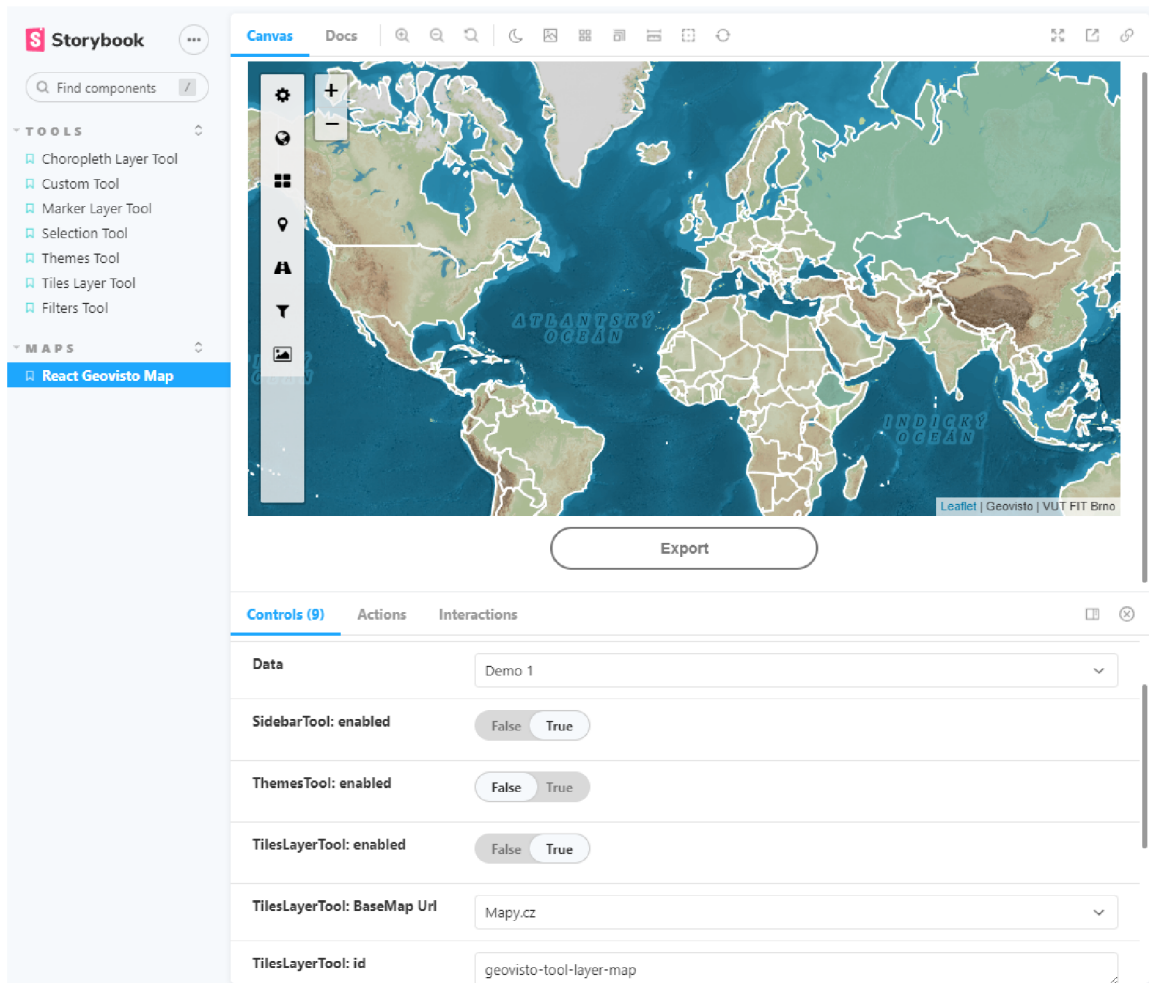 Storybook
Find components /
TOOLS
Choropleth Layer Tool
Custom Tool
Marker Layer Tool
Selection Tool
Themes Tool
Tiles Layer Tool
Filters Tool
MAPS
React Geovisto Map
Canvas Docs
+
−
ATLANTSKÝ
OCEÁN
INDICKÝ
OCEÁN
Leaflet | Geovisto | VUT FIT Brno
Export
Controls (9) Actions Interactions
Data Demo 1
SidebarTool: enabled False True
ThemesTool: enabled False True
TilesLayerTool: enabled False True
TilesLayerTool: BaseMap Url Mapy.cz
TilesLayerTool: id geovisto-tool-layer-map